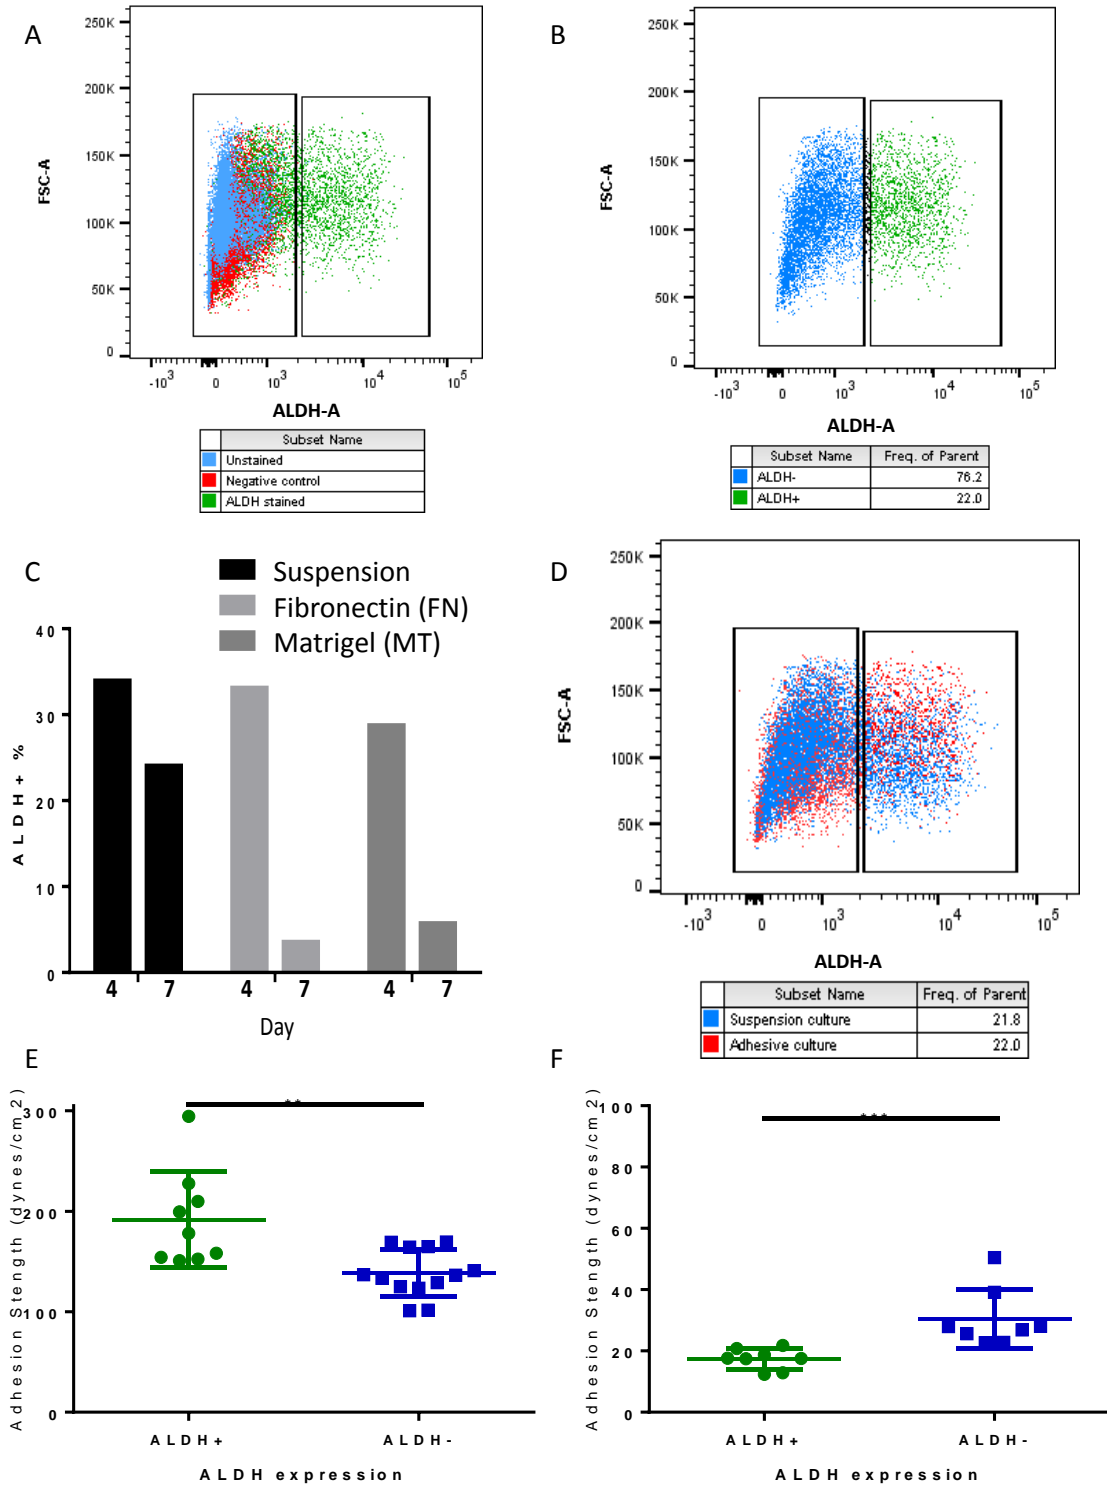 A
250K
200K
150K
100K
50K
0
FSC-A
-10^3 0 10^3 10^4 10^5
ALDH-A
Subset Name
Unstained
Negative control
ALDH stained
B
250K
200K
150K
100K
50K
0
FSC-A
-10^3 0 10^3 10^4 10^5
ALDH-A
Subset Name Freq. of Parent
ALDH- 76.2
ALDH+ 22.0
C
Suspension
Fibronectin (FN)
Matrigel (MT)
40
30
20
10
0
ALDH+ %
4 7 4 7 4 7
Day
D
250K
200K
150K
100K
50K
0
FSC-A
-10^3 0 10^3 10^4 10^5
ALDH-A
Subset Name Freq. of Parent
Suspension culture 21.8
Adhesive culture 22.0
E
Adhesion Stength (dynes/cm2)
300
200
100
0
**
ALDH+ ALDH-
ALDH expression
F
Adhesion Stength (dynes/cm2)
100
80
60
40
20
0
***
ALDH+ ALDH-
ALDH expression